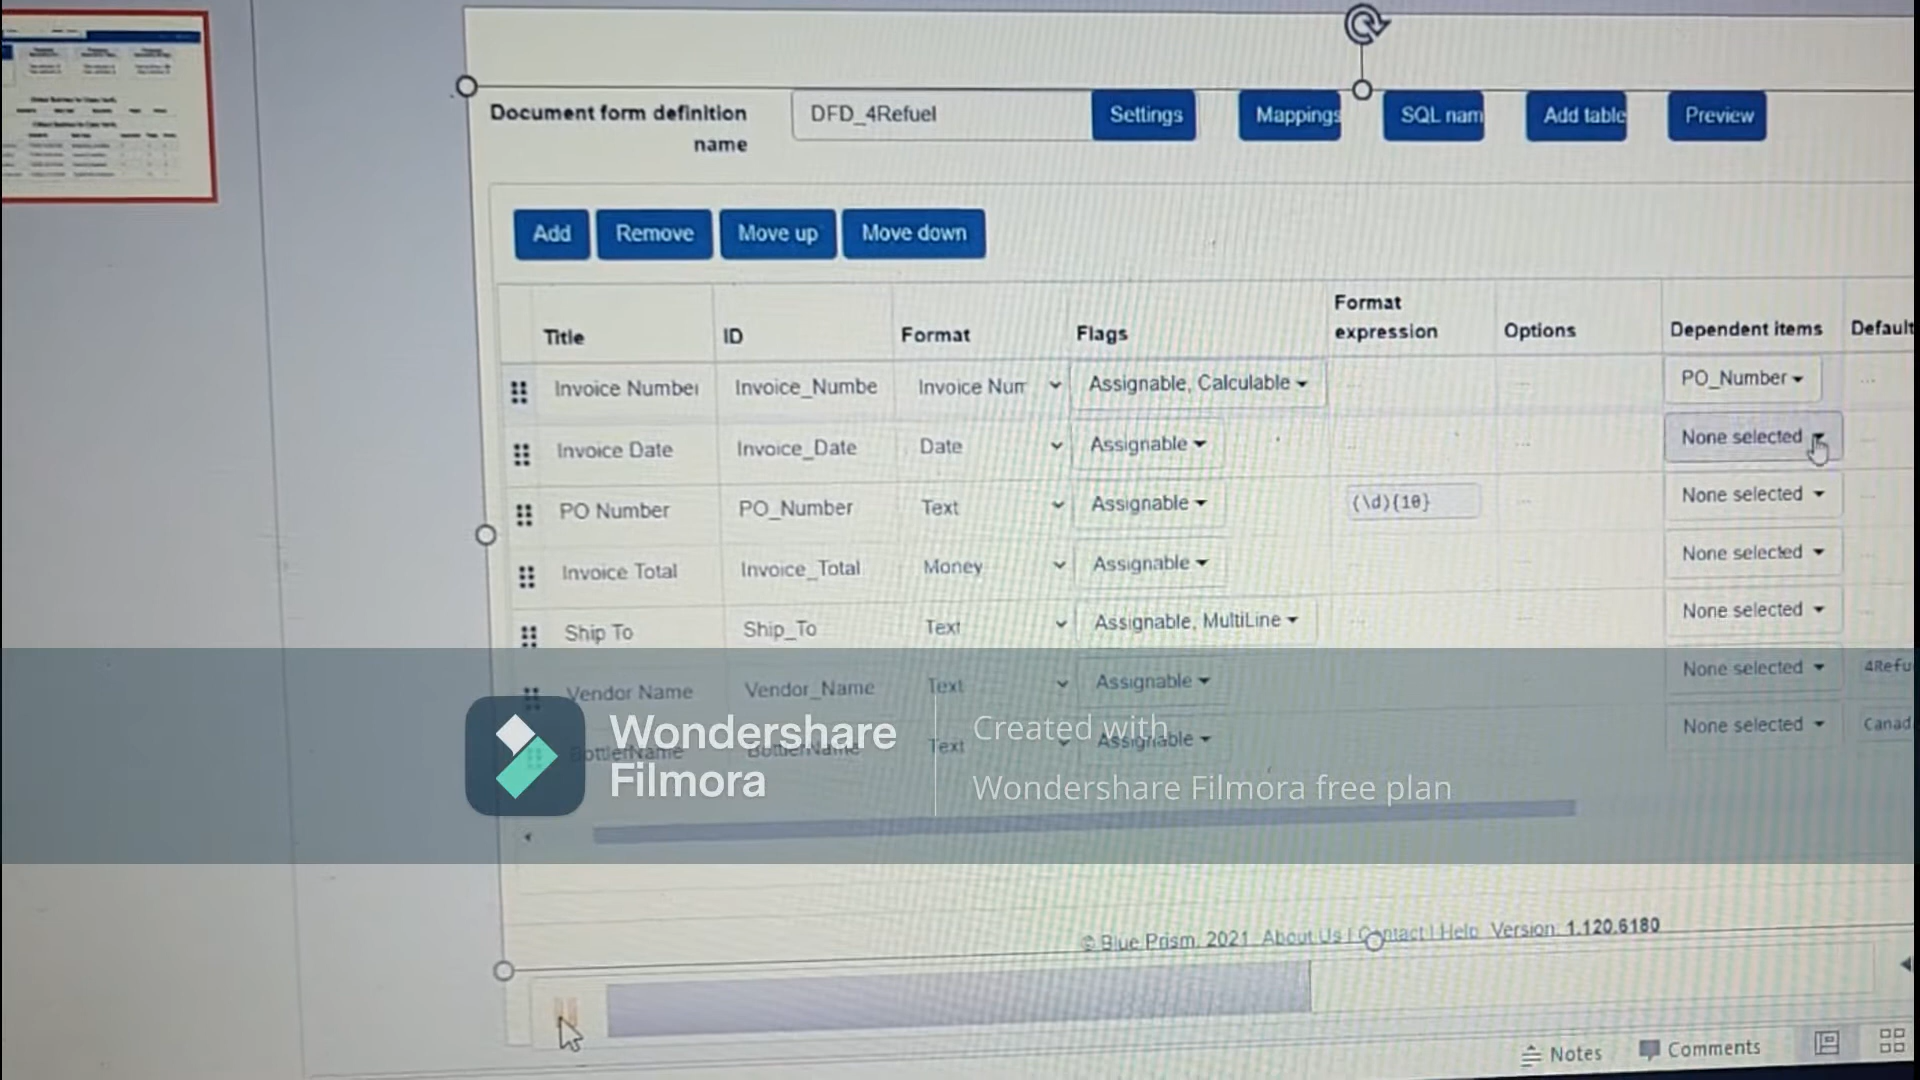 Document form definition name
DFD_4Refuel
Settings
Mappings
SQL nam
Add table
Preview
Add
Remove
Move up
Move down
Title ID Format Flags Format expression Options Dependent items Default
Invoice Number Invoice_Numbe Invoice Num Assignable, Calculable ... ... PO_Number ...
Invoice Date Invoice_Date Date Assignable ... ... None selected ...
PO Number PO_Number Text Assignable (\d){10} ... None selected ...
Invoice Total Invoice_Total Money Assignable None selected ...
Ship To Ship_To Text Assignable, MultiLine ... None selected ...
Vendor Name Vendor_Name Text Assignable None selected 4Refu
BottlerName BottlerName Text Assignable None selected Canad
Wondershare
Filmora
Created with
Wondershare Filmora free plan
© Blue Prism, 2021 About Us | Contact | Help Version: 1.120.6180
Notes
Comments